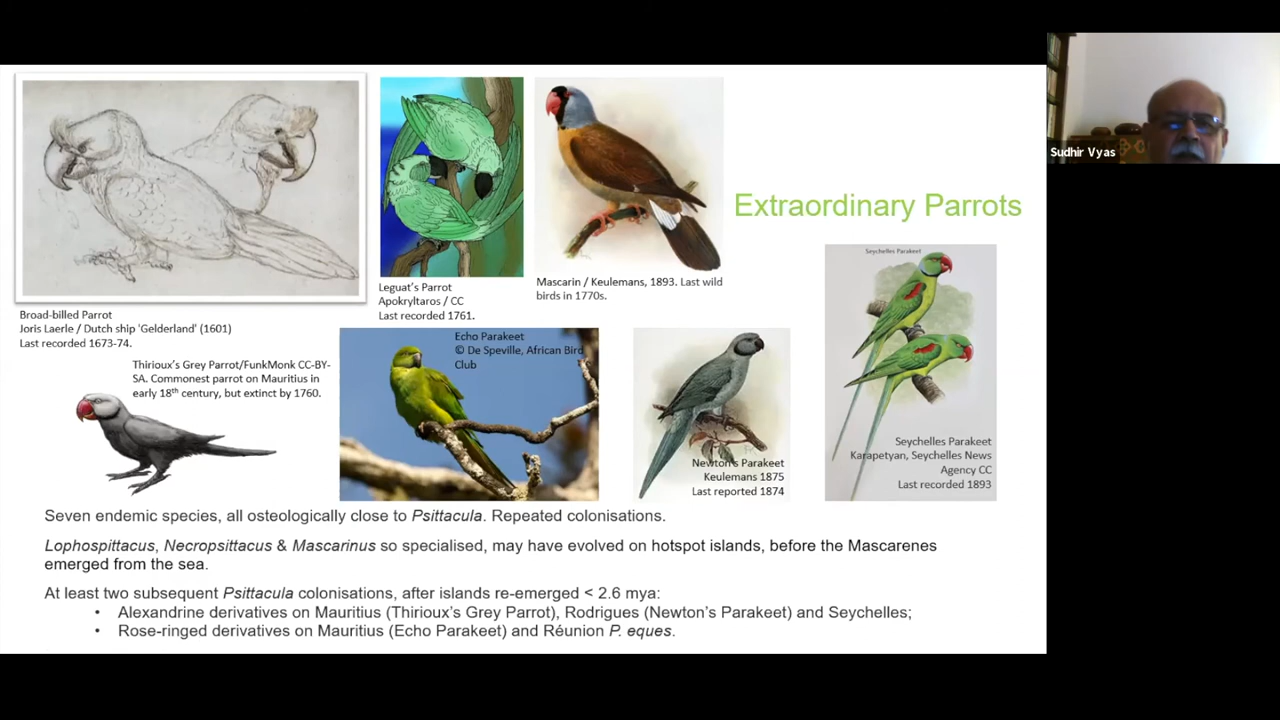 Sudhir Vyas
Extraordinary Parrots
Broad-billed Parrot
Joris Laerle / Dutch ship 'Gelderland' (1601)
Last recorded 1673-74.
Leguat's Parrot
Apokryltaros / CC
Last recorded 1761.
Mascarin / Keulemans, 1893. Last wild
birds in 1770s.
Seychelles Parakeet
Thirioux's Grey Parrot/FunkMonk CC-BY-
SA. Commonest parrot on Mauritius in
early 18th century, but extinct by 1760.
Echo Parakeet
© De Speville, African Bird
Club
Newton's Parakeet
Keulemans 1875
Last reported 1874
Seychelles Parakeet
Karapetyan, Seychelles News
Agency CC
Last recorded 1893
Seven endemic species, all osteologically close to Psittacula. Repeated colonisations.
Lophospittacus, Necropsittacus & Mascarinus so specialised, may have evolved on hotspot islands, before the Mascarenes
emerged from the sea.
At least two subsequent Psittacula colonisations, after islands re-emerged < 2.6 mya:
• Alexandrine derivatives on Mauritius (Thirioux's Grey Parrot), Rodrigues (Newton's Parakeet) and Seychelles;
• Rose-ringed derivatives on Mauritius (Echo Parakeet) and Réunion P. eques.